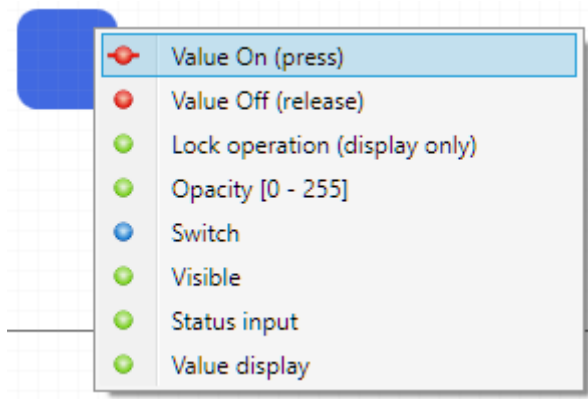 Value On (press)
Value Off (release)
Lock operation (display only)
Opacity [0 - 255]
Switch
Visible
Status input
Value display